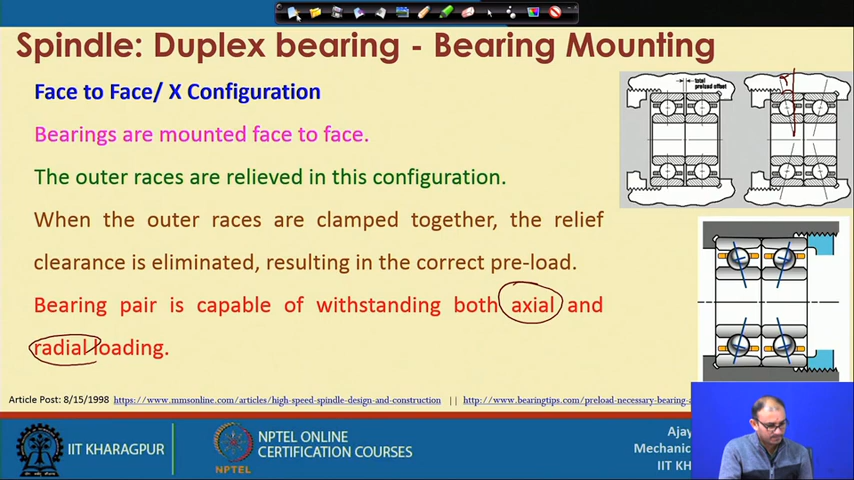 Spindle: Duplex bearing - Bearing Mounting
Face to Face/ X Configuration
Bearings are mounted face to face.
The outer races are relieved in this configuration.
When the outer races are clamped together, the relief
clearance is eliminated, resulting in the correct pre-load.
Bearing pair is capable of withstanding both axial and
radial loading.
total
preload offset
Article Post: 8/15/1998 https://www.mmsonline.com/articles/high-speed-spindle-design-and-construction || http://www.bearingtips.com/preload-necessary-bearing-a
IIT KHARAGPUR
NPTEL
NPTEL ONLINE
CERTIFICATION COURSES
Ajay
Mechanic
IIT KH